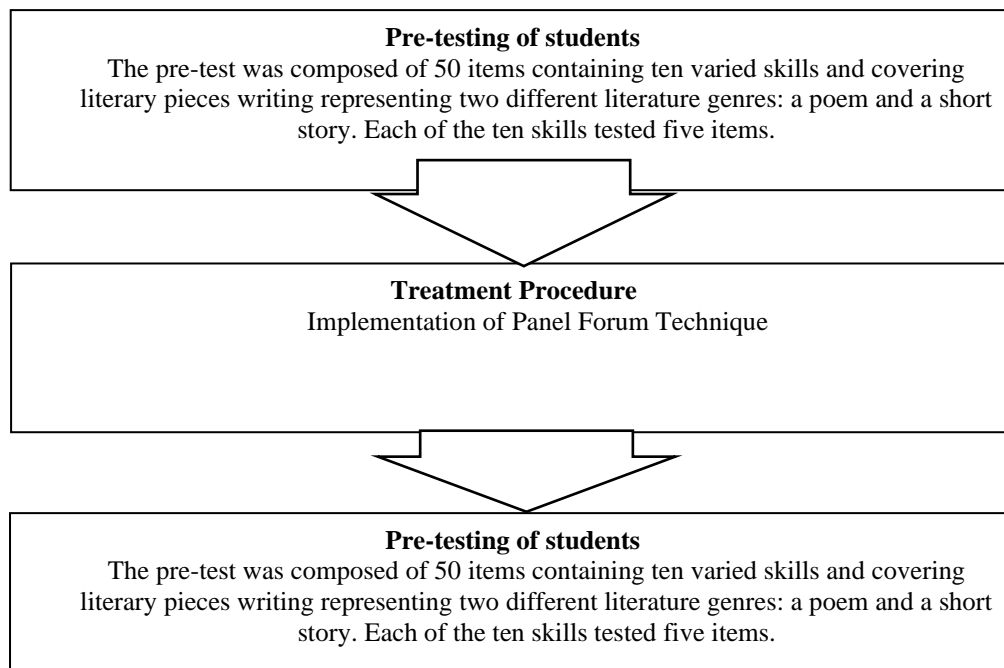 Pre-testing of students
The pre-test was composed of 50 items containing ten varied skills and covering
literary pieces writing representing two different literature genres: a poem and a short
story. Each of the ten skills tested five items.
Treatment Procedure
Implementation of Panel Forum Technique
Pre-testing of students
The pre-test was composed of 50 items containing ten varied skills and covering
literary pieces writing representing two different literature genres: a poem and a short
story. Each of the ten skills tested five items.